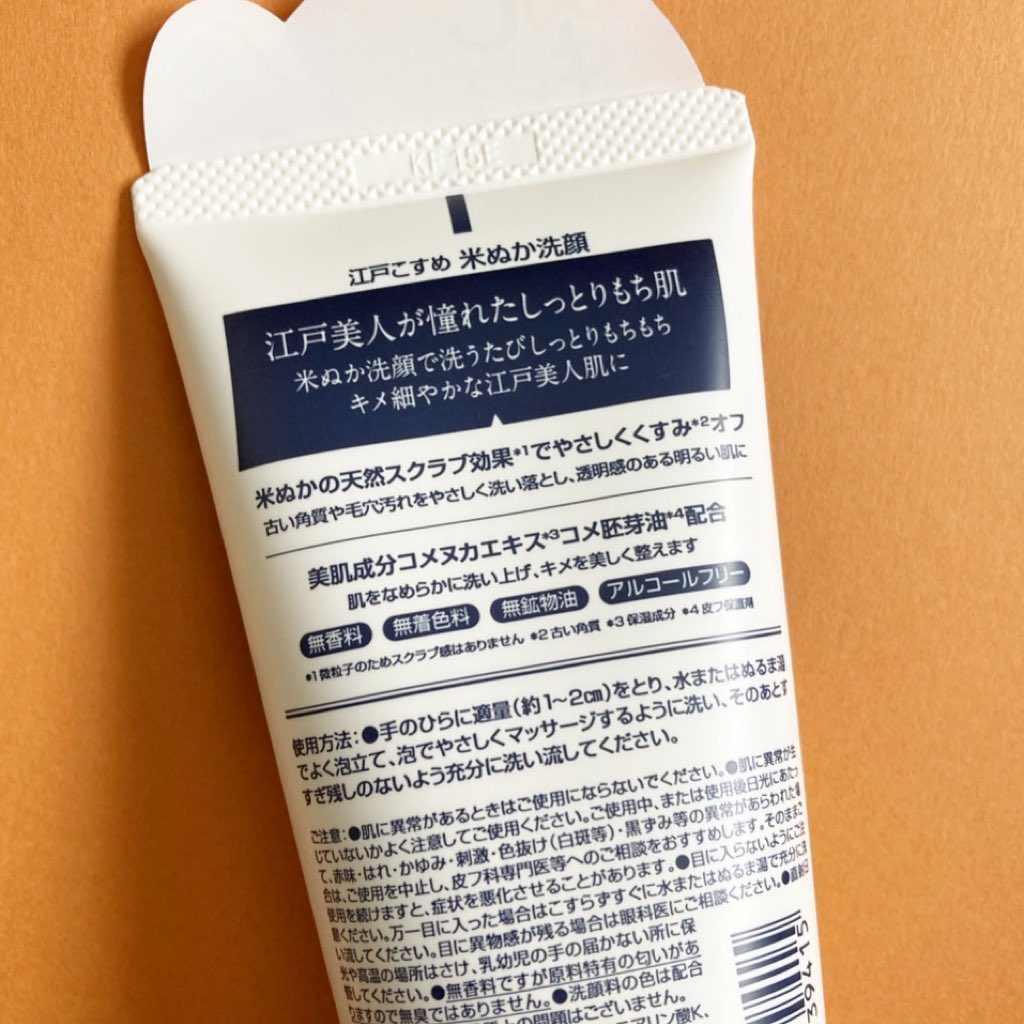 江戸こすめ 米ぬか洗顔
江戸美人が憧れたしっとりもち肌
米ぬか洗顔で洗うたびしっとりもちもち
キメ細やかな江戸美人肌に
米ぬかの天然スクラブ効果*1でやさしくくすみ*2オフ
古い角質や毛穴汚れをやさしく洗い落とし、透明感のある明るい肌に
美肌成分コメヌカエキス*3コメ胚芽油*4配合
肌をなめらかに洗い上げ、キメを美しく整えます
無香料 無着色料 無鉱物油 アルコールフリー
*1 微粒子のためスクラブ感はありません *2 古い角質 *3 保湿成分 *4 皮フ保護剤
使用方法：●手のひらに適量(約1〜2cm)をとり、水またはぬるま湯
でよく泡立て、泡でやさしくマッサージするように洗い、そのあとす
すぎ残しのないよう充分に洗い流してください。
ご注意：●肌に異常があるときはご使用にならないでください。●肌に異常が生
じていないかよく注意してご使用ください。ご使用中、または使用後日光にあたっ
て、赤味・はれ・かゆみ・刺激・色抜け(白斑等)・黒ずみ等の異常があらわれた場
合は、ご使用を中止し、皮フ科専門医等へのご相談をおすすめします。そのままご
使用を続けますと、症状を悪化させることがあります。●目に入らないようにご注
意ください。万一目に入った場合はこすらずすぐに水またはぬるま湯で充分に洗
い流してください。目に異物感が残る場合は眼科医にご相談ください。●直射日
光や高温の場所はさけ、乳幼児の手の届かない所に保
管してください。●無香料ですが原料特有の匂いがあ
りますので無臭ではありません。●洗顔料の色は配合
上の問題はございません。
リン酸K、
39415